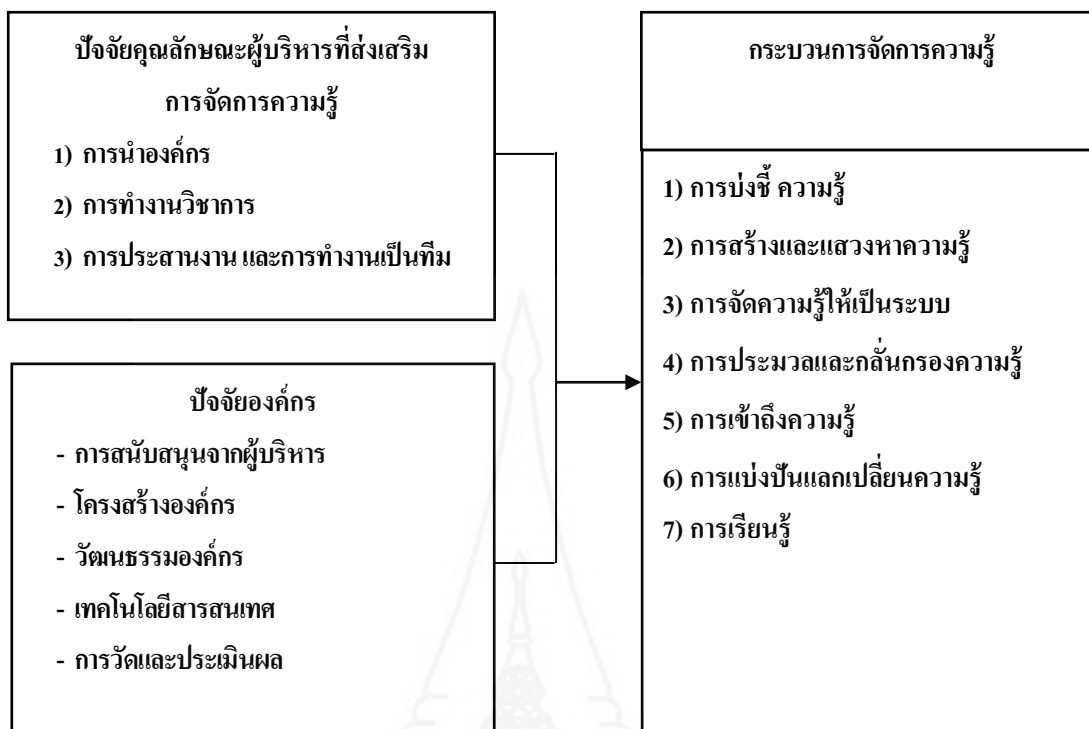 ปัจจัยคุณลักษณะผู้บริหารที่ส่งเสริม
การจัดการความรู้
1) การนำองค์กร
2) การทำงานวิชาการ
3) การประสานงาน และการทำงานเป็นทีม
ปัจจัยองค์กร
- การสนับสนุนจากผู้บริหาร
- โครงสร้างองค์กร
- วัฒนธรรมองค์กร
- เทคโนโลยีสารสนเทศ
- การวัดและประเมินผล
กระบวนการจัดการความรู้
1) การบ่งชี้ ความรู้
2) การสร้างและแสวงหาความรู้
3) การจัดความรู้ให้เป็นระบบ
4) การประมวลและกลั่นกรองความรู้
5) การเข้าถึงความรู้
6) การแบ่งปันแลกเปลี่ยนความรู้
7) การเรียนรู้